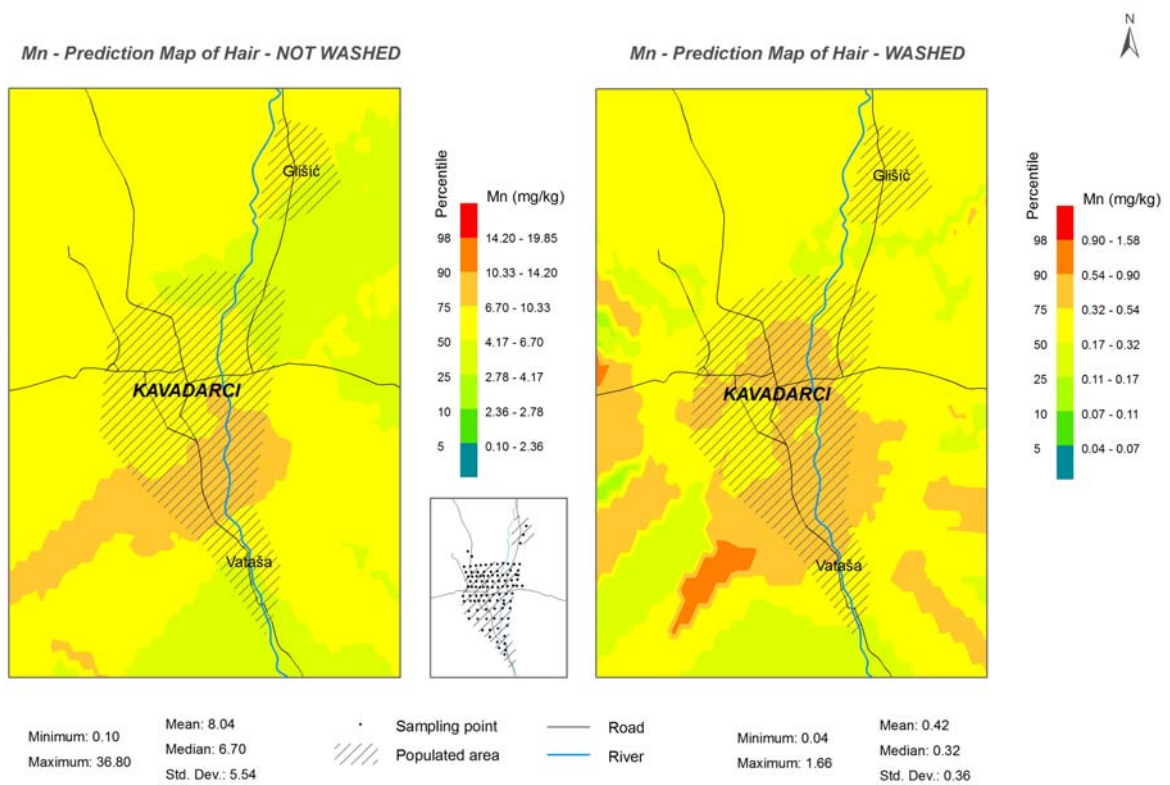 N
Mn - Prediction Map of Hair - NOT WASHED
Mn - Prediction Map of Hair - WASHED
Glišić
KAVADARCI
Vataša
Percentile
Mn (mg/kg)
98
14.20 - 19.85
90
10.33 - 14.20
75
6.70 - 10.33
50
4.17 - 6.70
25
2.78 - 4.17
10
2.36 - 2.78
5
0.10 - 2.36
Glišić
KAVADARCI
Vataša
Percentile
Mn (mg/kg)
98
0.90 - 1.58
90
0.54 - 0.90
75
0.32 - 0.54
50
0.17 - 0.32
25
0.11 - 0.17
10
0.07 - 0.11
5
0.04 - 0.07
Minimum: 0.10
Maximum: 36.80
Mean: 8.04
Median: 6.70
Std. Dev.: 5.54
Sampling point
Populated area
Road
River
Minimum: 0.04
Maximum: 1.66
Mean: 0.42
Median: 0.32
Std. Dev.: 0.36